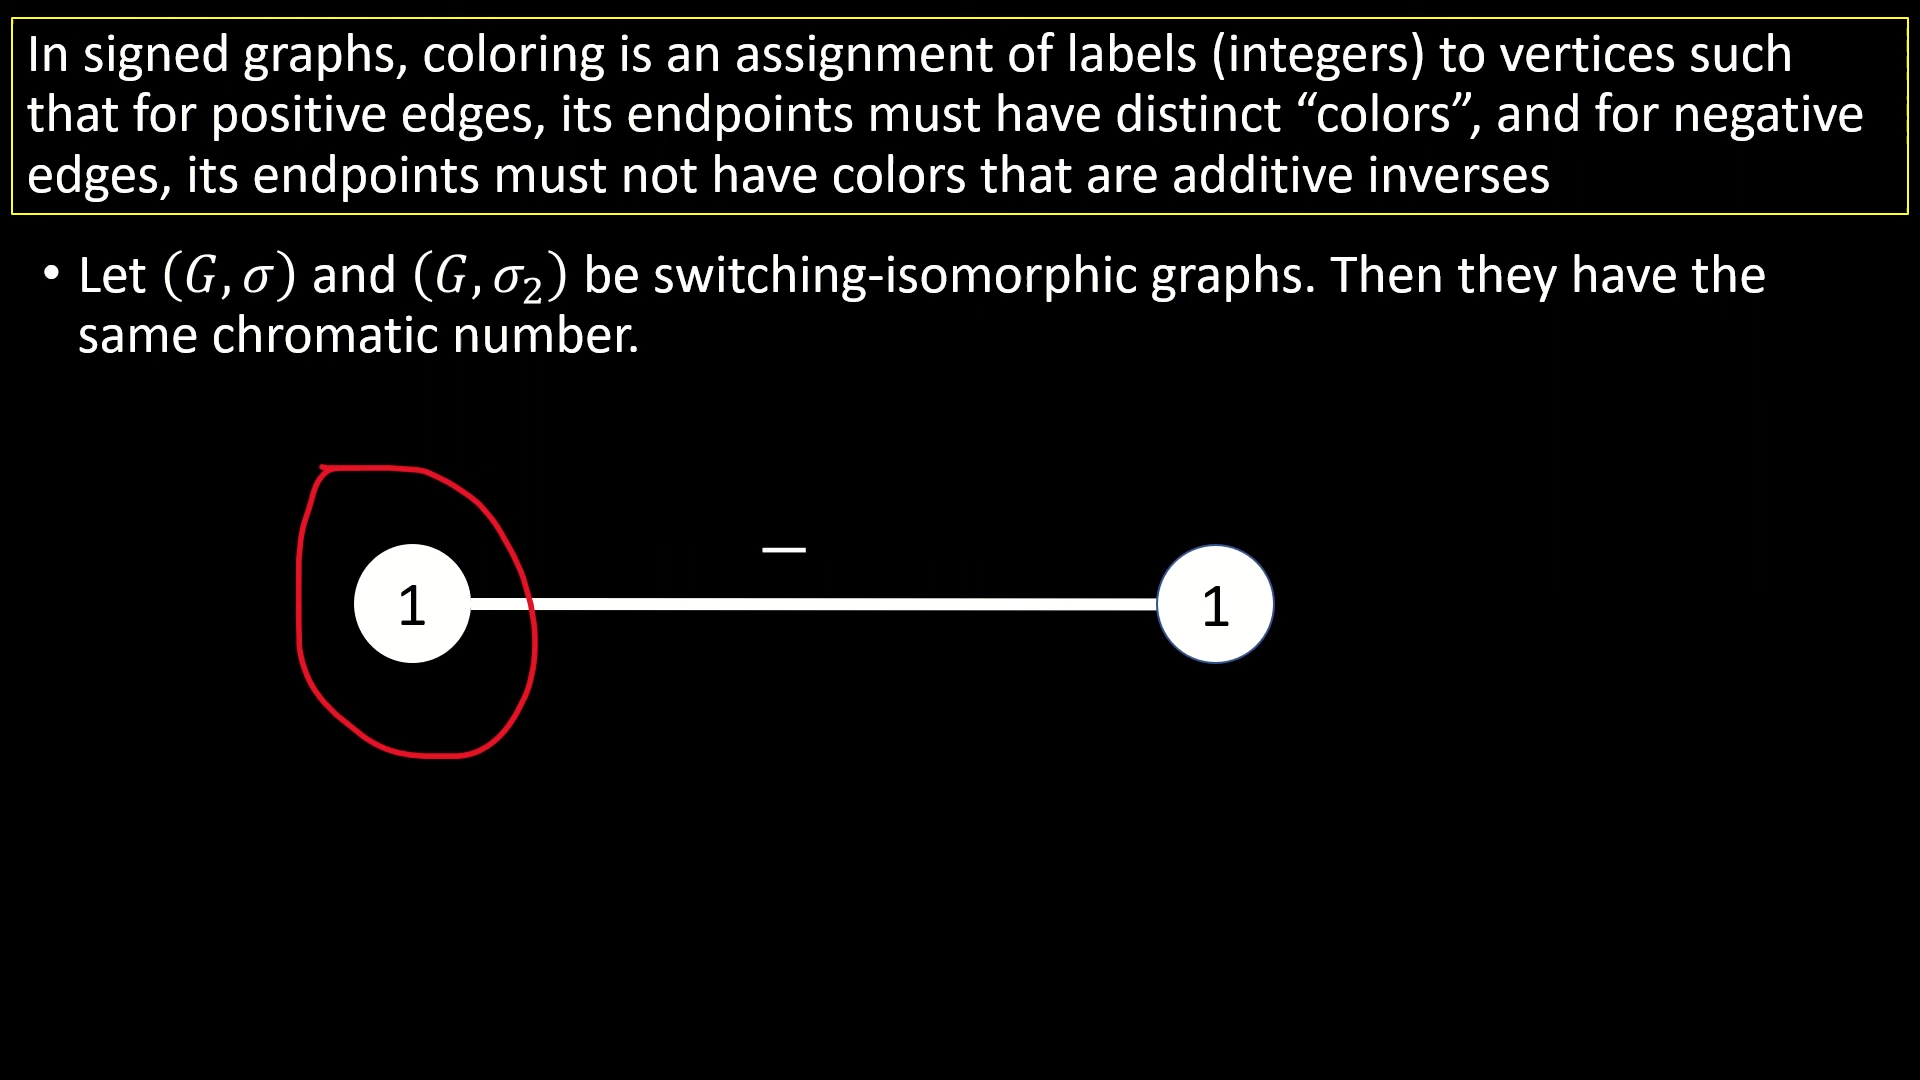 In signed graphs, coloring is an assignment of labels (integers) to vertices such
that for positive edges, its endpoints must have distinct “colors”, and for negative
edges, its endpoints must not have colors that are additive inverses
• Let (G, σ) and (G, σ₂) be switching-isomorphic graphs. Then they have the
same chromatic number.
−
1 1